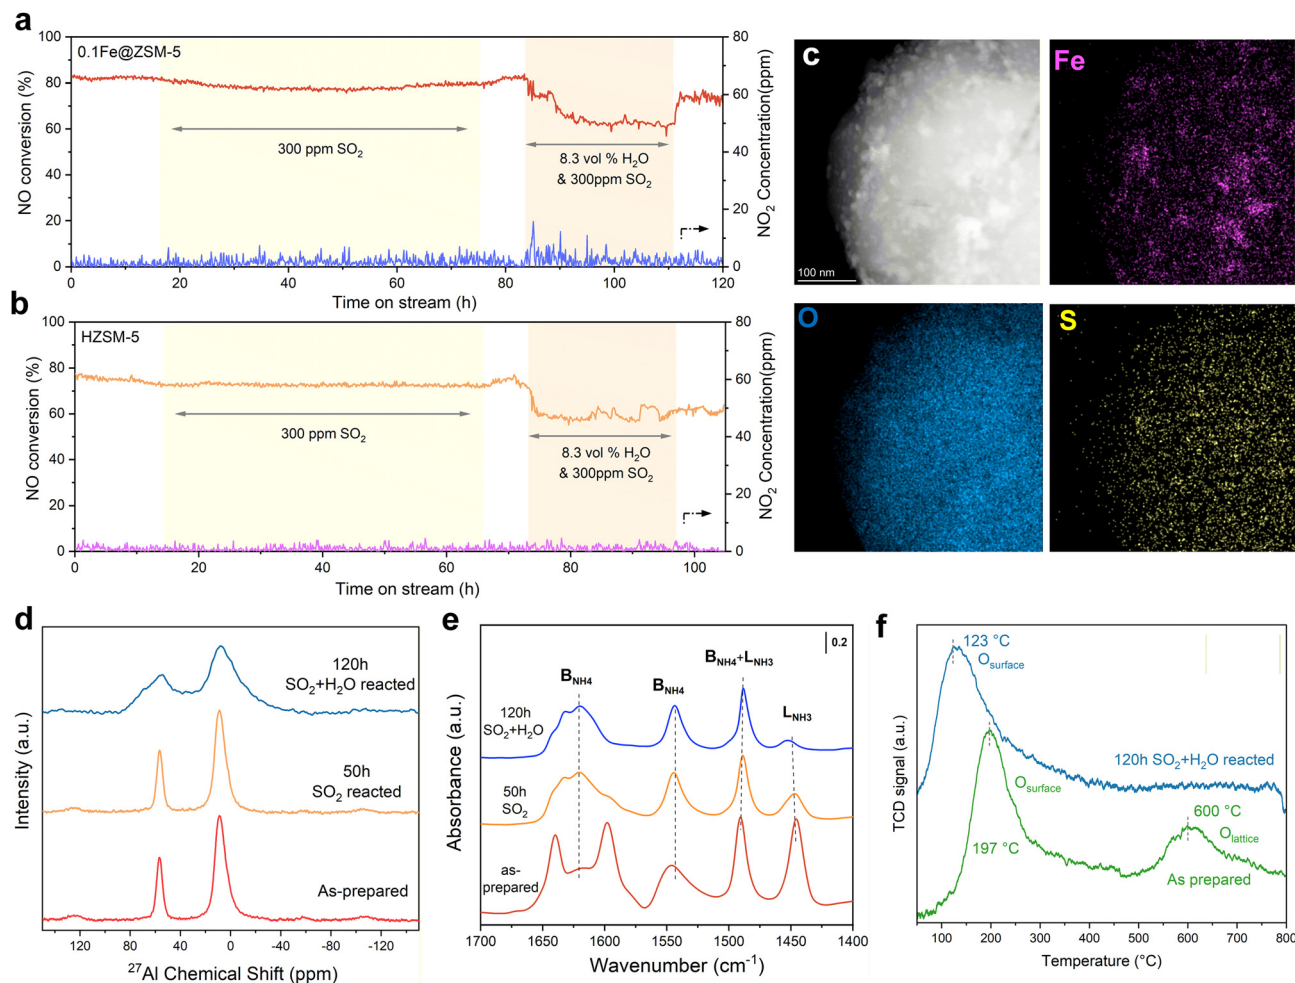 a
0.1Fe@ZSM-5
300 ppm SO2
8.3 vol % H2O
& 300ppm SO2
NO conversion (%)
NO2 Concentration(ppm)
100
80
60
40
20
0
80
60
40
20
0
0 20 40 60 80 100 120
Time on stream (h)
b
HZSM-5
300 ppm SO2
8.3 vol % H2O
& 300ppm SO2
NO conversion (%)
NO2 Concentration(ppm)
100
80
60
40
20
0
80
60
40
20
0
0 20 40 60 80 100
Time on stream (h)
c
100 nm
Fe
O
S
d
120h
SO2+H2O reacted
50h
SO2 reacted
As-prepared
Intensity (a.u.)
120 80 40 0 -40 -80 -120
27Al Chemical Shift (ppm)
e
0.2
BNH4
BNH4
BNH4+LNH3
LNH3
120h
SO2+H2O
50h
SO2
as-
prepared
Absorbance (a.u.)
1700 1650 1600 1550 1500 1450 1400
Wavenumber (cm-1)
f
123 °C
Osurface
120h SO2+H2O reacted
Osurface
197 °C
600 °C
Olattice
As prepared
TCD signal (a.u.)
100 200 300 400 500 600 700 800
Temperature (°C)